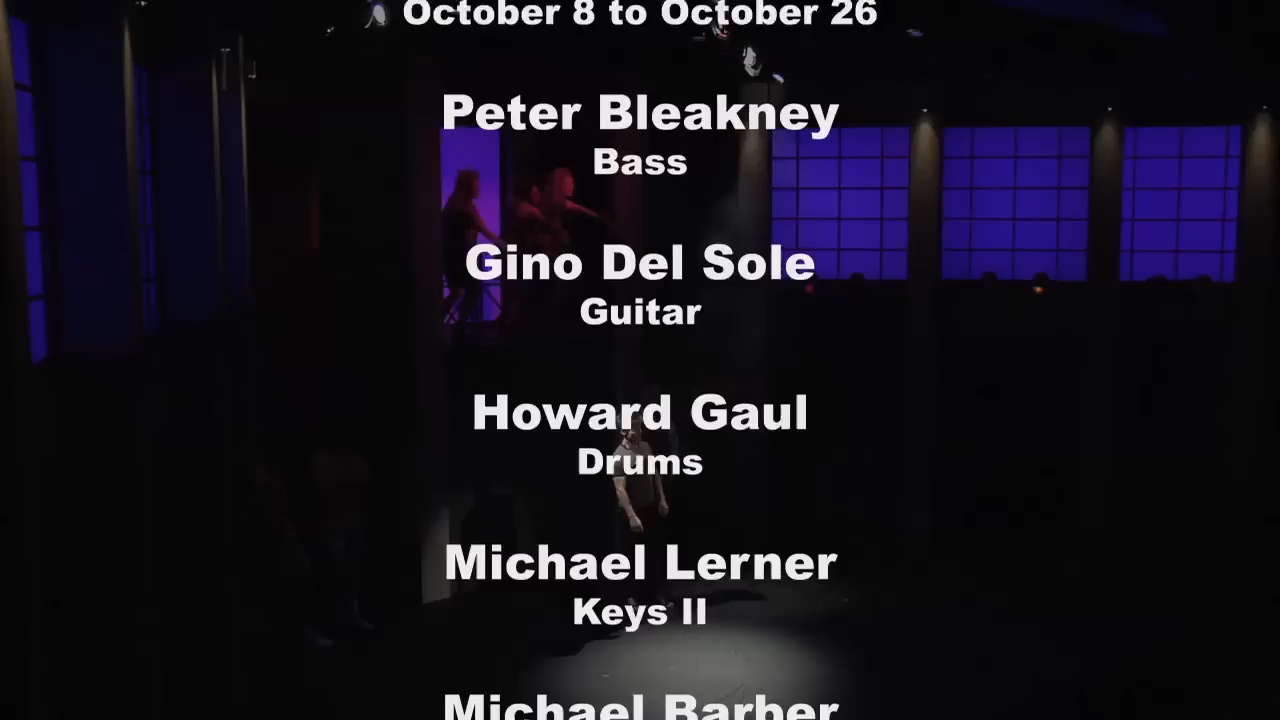 October 8 to October 26
Peter Bleakney
Bass
Gino Del Sole
Guitar
Howard Gaul
Drums
Michael Lerner
Keys II
Michael Barber